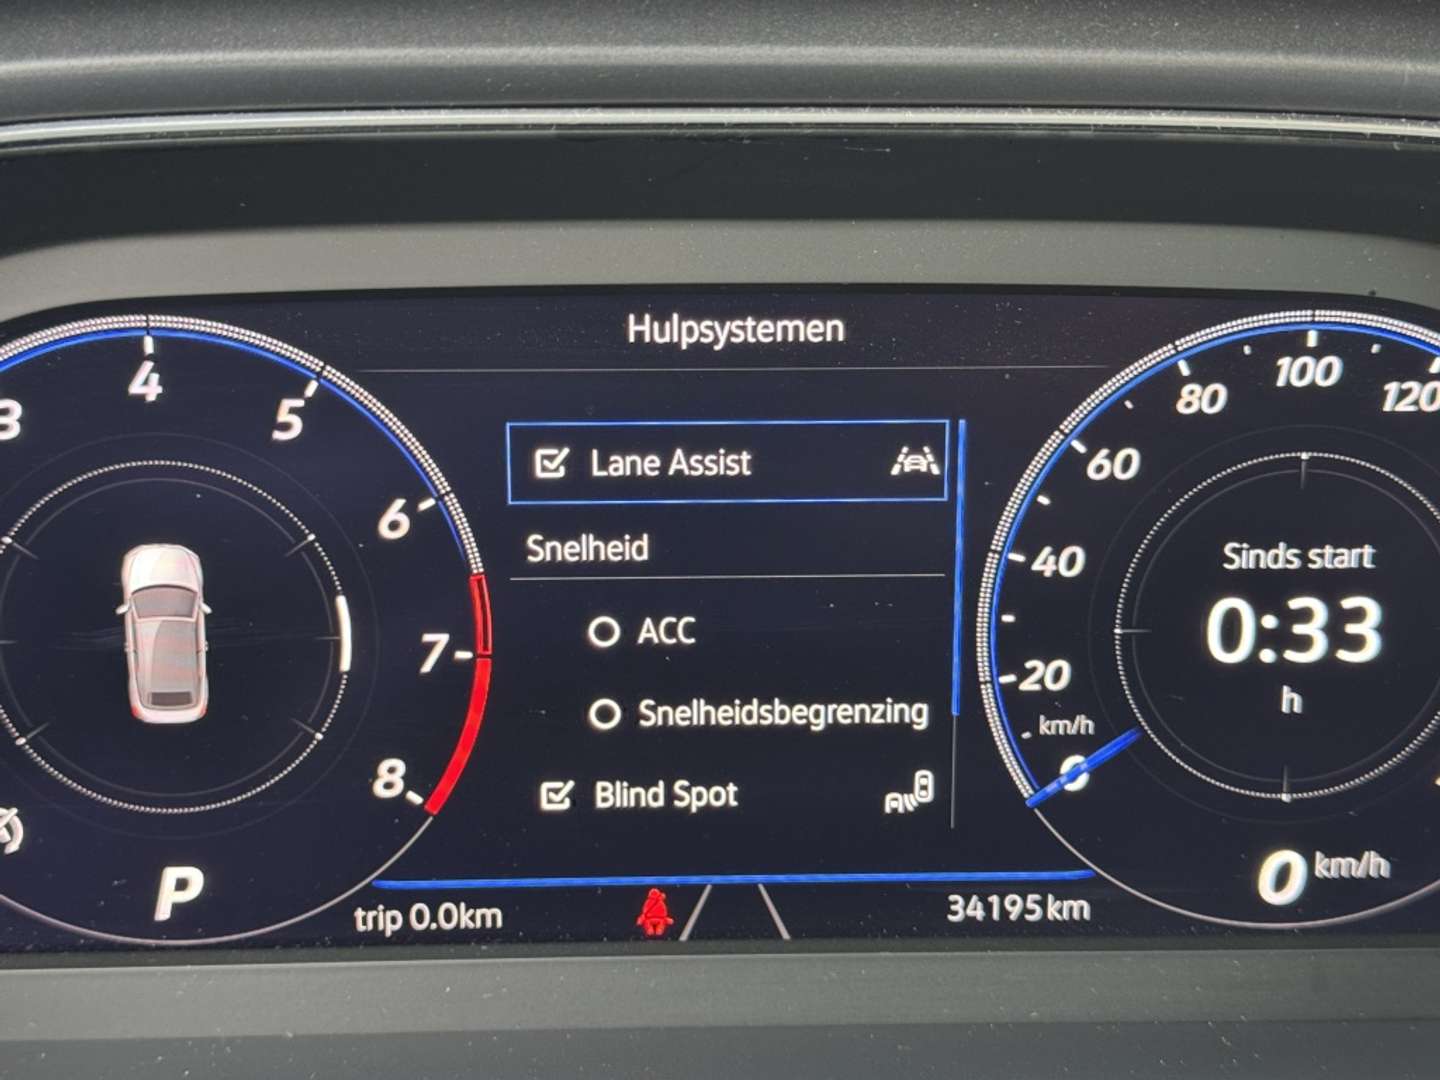 Hulpsystemen
3
4
5
6
7
8
P
trip 0.0km
Lane Assist
Snelheid
ACC
Snelheidsbegrenzing
Blind Spot
34195 km
0
20
40
60
80
100
120
km/h
Sinds start
0:33
h
0 km/h